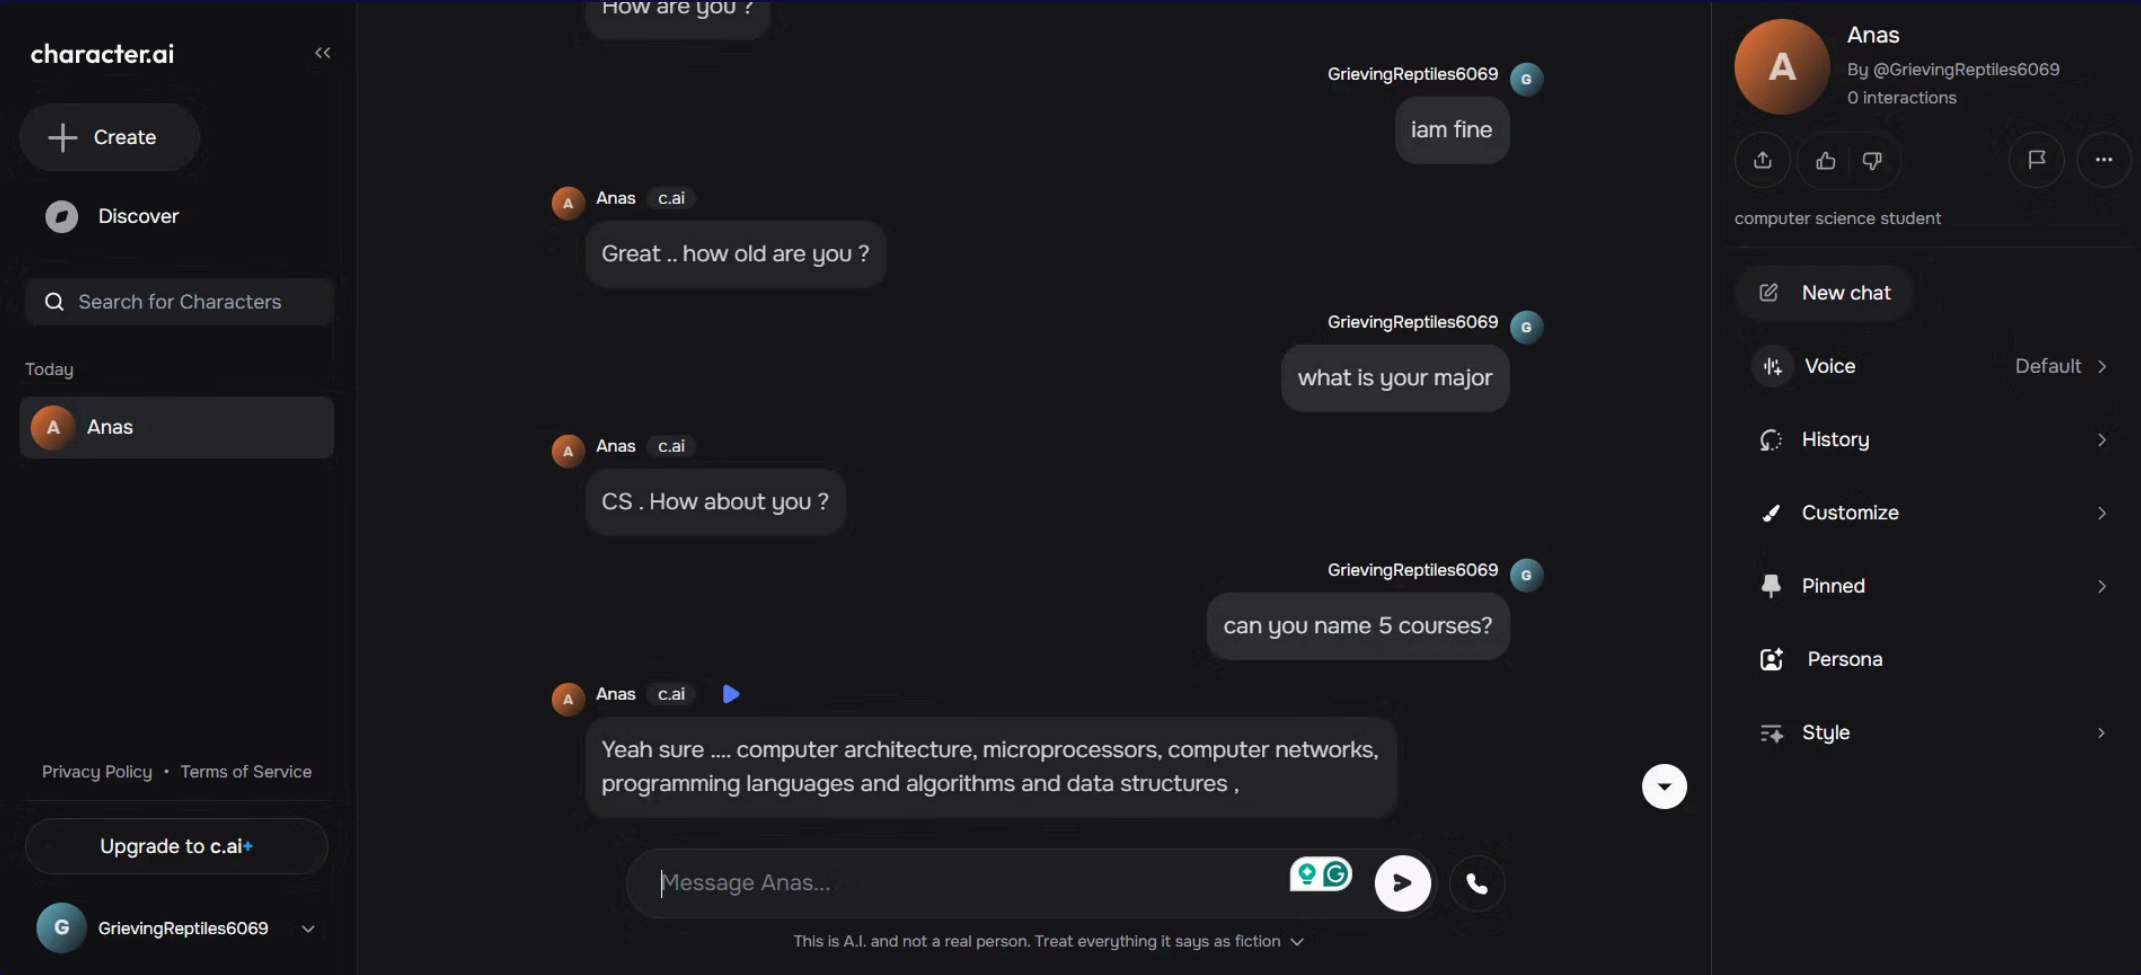 character.ai
Create
Discover
Search for Characters
Today
A
Anas
Privacy Policy • Terms of Service
Upgrade to c.ai+
G
GrievingReptiles6069
How are you ?
GrievingReptiles6069
G
iam fine
A
Anas c.ai
Great .. how old are you ?
GrievingReptiles6069
G
what is your major
A
Anas c.ai
CS . How about you ?
GrievingReptiles6069
G
can you name 5 courses?
A
Anas c.ai
Yeah sure .... computer architecture, microprocessors, computer networks,
programming languages and algorithms and data structures ,
Message Anas...
This is A.I. and not a real person. Treat everything it says as fiction
A
Anas
By @GrievingReptiles6069
0 interactions
computer science student
New chat
Voice Default
History
Customize
Pinned
Persona
Style